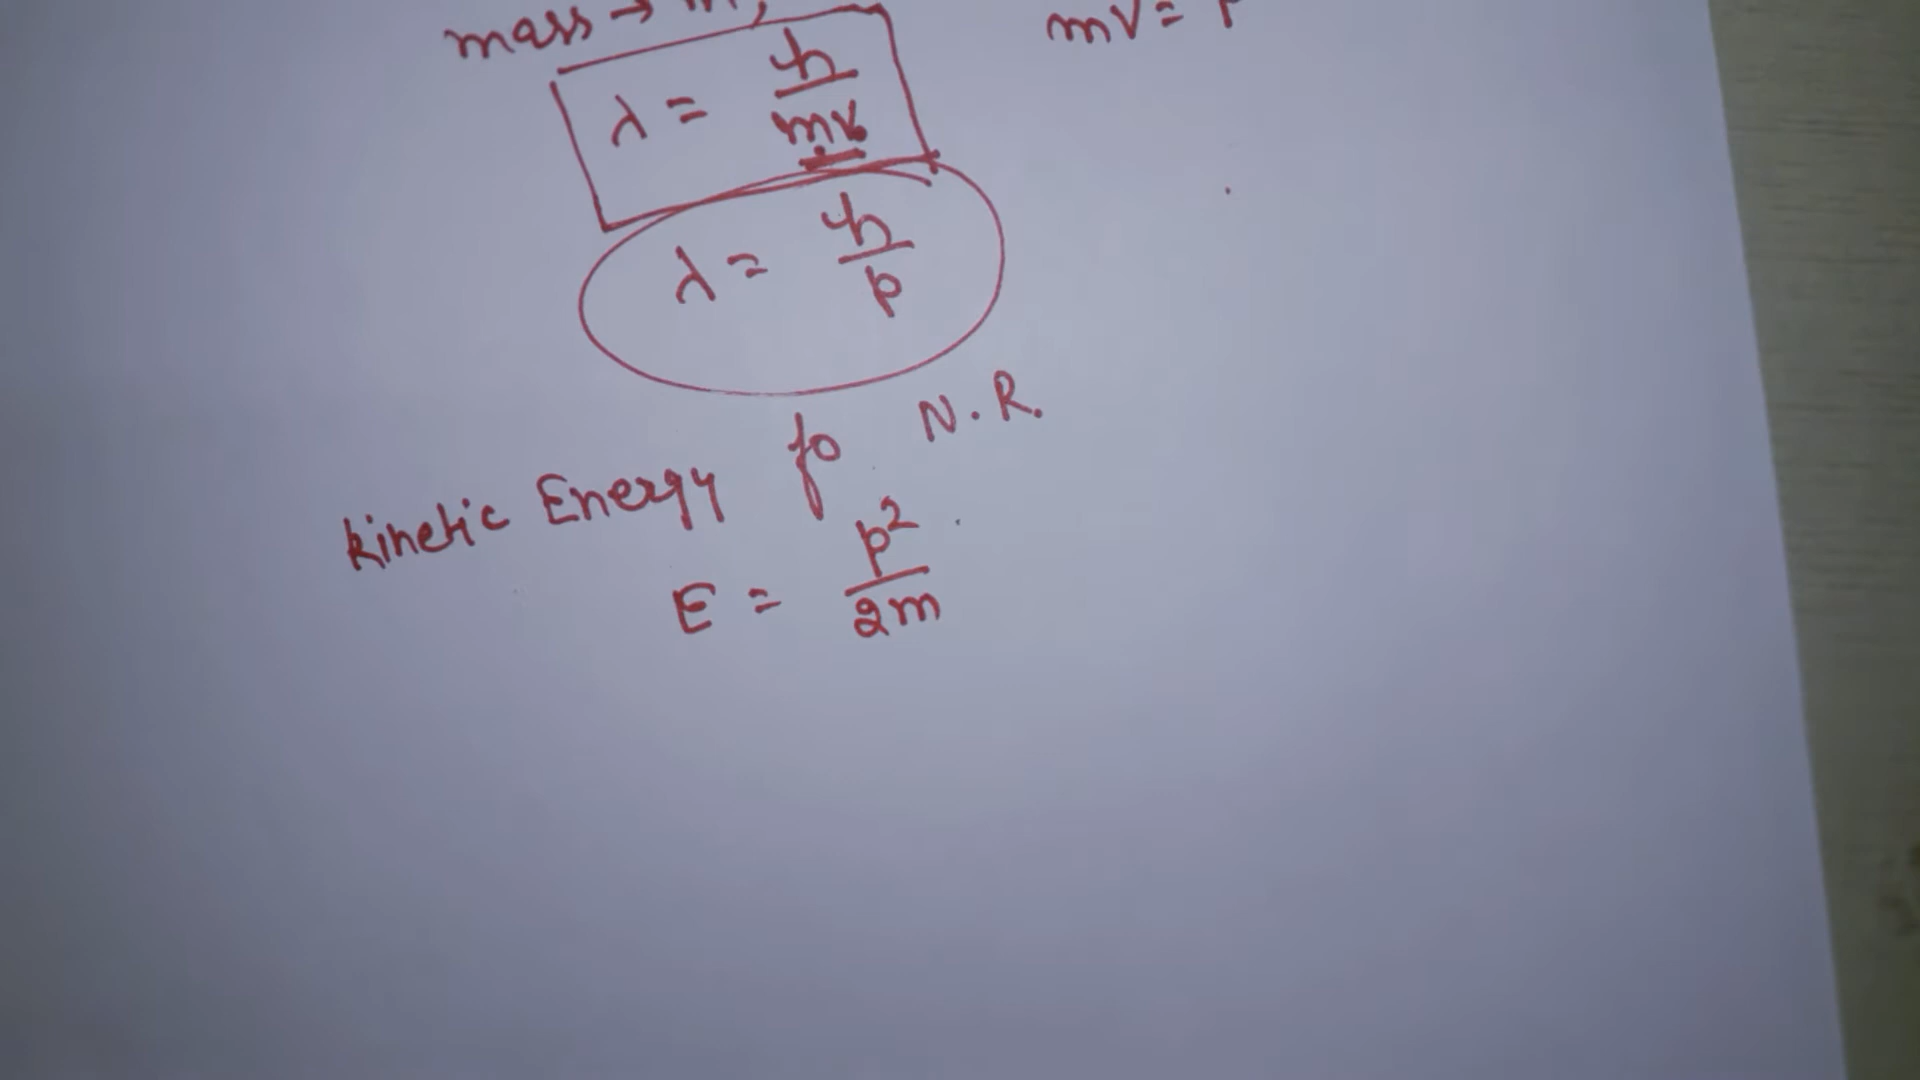 mass → m, mv = p
λ = h/mv
λ = h/p
Kinetic Energy fo N.R.
E = p²/2m